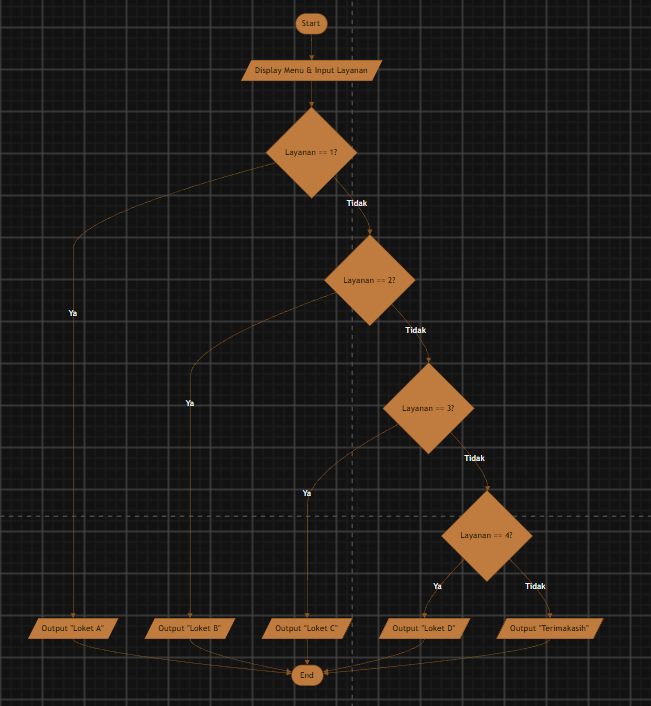 Start
Display Menu & Input Layanan
Layanan == 1?
Tidak
Layanan == 2?
Ya
Tidak
Ya
Layanan == 3?
Tidak
Ya
Layanan == 4?
Ya
Tidak
Output "Loket A"
Output "Loket B"
Output "Loket C"
Output "Loket D"
Output "Terimakasih"
End